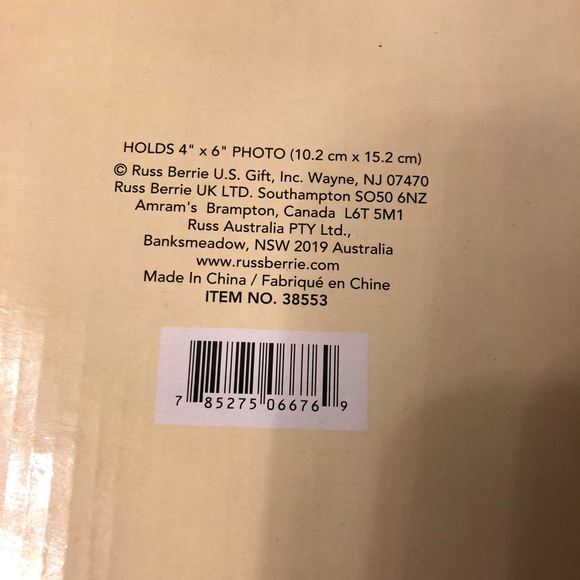 HOLDS 4" x 6" PHOTO (10.2 cm x 15.2 cm)
© Russ Berrie U.S. Gift, Inc. Wayne, NJ 07470
Russ Berrie UK LTD. Southampton SO50 6NZ
Amram's Brampton, Canada L6T 5M1
Russ Australia PTY Ltd.,
Banksmeadow, NSW 2019 Australia
www.russberrie.com
Made In China / Fabriqué en Chine
ITEM NO. 38553
7 85275 06676 9